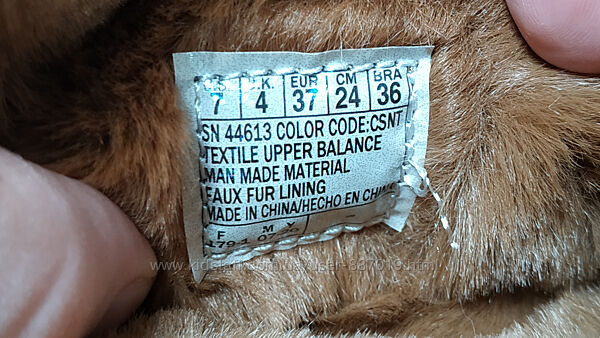 U.S. U.K. EUR CM BRA
7 4 37 24 36
SN 44613 COLOR CODE:CSNT
TEXTILE UPPER BALANCE
MAN MADE MATERIAL
FAUX FUR LINING
MADE IN CHINA/HECHO EN CHINA
F M Y